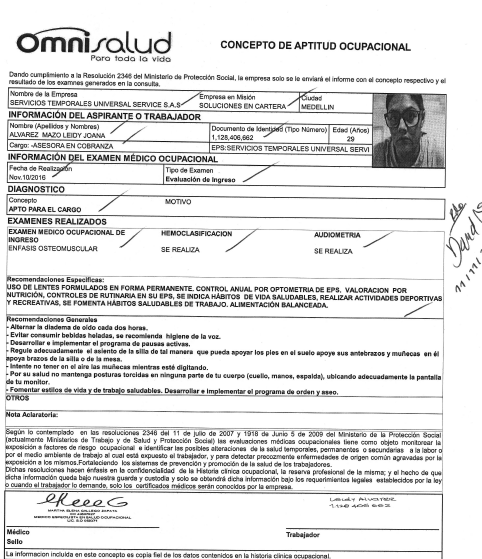 Omnisalud
Para toda la vida
CONCEPTO DE APTITUD OCUPACIONAL
Dando cumplimiento a la Resolución 2346 del Ministerio de Protección Social, la empresa solo se le enviará el informe con concepto respectivo y el
resultado de los examnes generados en la consulta.
Nombre de la Empresa Empresa en Misión Ciudad
SERVICIOS TEMPORALES UNIVERSAL SERVICE S.A.S SOLUCIONES EN CARTERA MEDELLIN
INFORMACIÓN DEL ASPIRANTE O TRABAJADOR
Nombre (Apellidos y Nombres) Documento de Identidad (Tipo Número) Edad (Años)
ALVAREZ MAZO LEIDY JOANA 1,128,406,662 29
Cargo: -ASESORA EN COBRANZA EPS:SERVICIOS TEMPORALES UNIVERSAL SERVI
INFORMACIÓN DEL EXAMEN MÉDICO OCUPACIONAL
Fecha de Realización Tipo de Examen
Nov.10/2016 Evaluación de Ingreso
DIAGNOSTICO
Concepto MOTIVO
APTO PARA EL CARGO
EXAMENES REALIZADOS
EXAMEN MEDICO OCUPACIONAL DE HEMOCLASIFICACION AUDIOMETRIA
INGRESO
ENFASIS OSTEOMUSCULAR SE REALIZA SE REALIZA
Recomendaciones Especificas:
USO DE LENTES FORMULADOS EN FORMA PERMANENTE. CONTROL ANUAL POR OPTOMETRIA DE EPS. VALORACION POR
NUTRICIÓN, CONTROLES DE RUTINARIA EN SU EPS, SE INDICA HÁBITOS DE VIDA SALUDABLES, REALIZAR ACTIVIDADES DEPORTIVAS
Y RECREATIVAS, SE FOMENTA HÁBITOS SALUDABLES DE TRABAJO. ALIMENTACIÓN BALANCEADA.
Recomendaciones Generales
- Alternar la diadema de oido cada dos horas.
- Evitar consumir bebidas heladas, se recomienda higiene de la voz.
- Desarrollar e implementar el programa de pausas activas.
- Regule adecuadamente el asiento de la silla de tal manera que pueda apoyar los pies en el suelo apoye sus antebrazos y muñecas en él
apoya brazos de la silla o de la mesa.
- Intente no tener en el aire las muñecas mientras esté digitando.
- Por su salud no mantenga posturas torcidas en ninguna parte de tu cuerpo (cuello, manos, espalda), ubicando adecuadamente la pantalla
de tu monitor.
- Fomentar estilos de vida y de trabajo saludables. Desarrollar e implementar el programa de orden y aseo.
OTROS
Nota Aclaratoria:
Según lo contemplado en las resoluciones 2346 del 11 de julio de 2007 y 1918 de Junio 5 de 2009 del Ministerio de la Protección Social
(actualmente Ministerios de Trabajo y de Salud y Protección Social) las evaluaciones médicas ocupacionales tiene como objeto monitorear la
exposición a factores de riesgo ocupacional e identificar las posibles alteraciones de la salud temporales, permanentes o secundarias a la labor o
por el medio ambiente de trabajo al cual está expuesto el trabajador, y para detectar precozmente enfermedades de origen común agravadas por la
exposición a los mismos.Fortaleciendo los sistemas de prevención y promoción de la salud de los trabajadores.
Dichas resoluciones hacen énfasis en la confidencialidad de la Historia clínica ocupacional, la reserva profesional de la misma; y el hecho de que
dicha información queda bajo nuestra guarda y custodia y solo se obtendrá dicha información bajo los requerimientos legales establecidos por la ley
o cuando el trabajador lo demande, solo los certificados médicos serán conocidos por la empresa.
MARTHA ELENA GALLEGO ZAPATA
MEDICO ESPECIALISTA EN SALUD OCUPACIONAL
Leidy Alvarez
1.128.406.662
Médico Trabajador
Sello
La información incluida en este concepto es copia fiel de los datos contenidos en la historia clínica ocupacional.